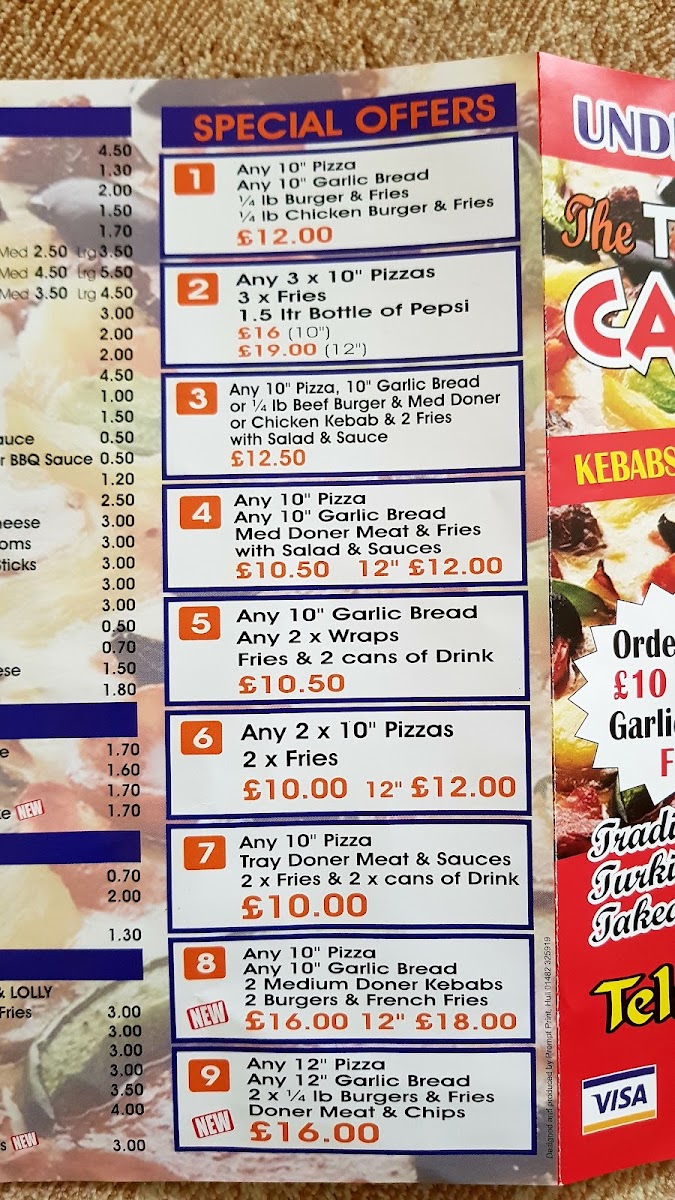 4.50
1.30
2.00
1.50
1.70
Med 2.50 Lrg 3.50
Med 4.50 Lrg 5.50
Med 3.50 Lrg 4.50
3.00
2.00
2.00
4.50
1.00
1.50
0.50
BBQ Sauce 0.50
1.20
2.50
3.00
3.00
3.00
3.00
3.00
0.50
0.70
1.50
1.80
1.70
1.60
1.70
NEW 1.70
0.70
2.00
1.30
& LOLLY
Fries 3.00
3.00
3.00
3.00
3.50
4.00
NEW 3.00
SPECIAL OFFERS
1
Any 10" Pizza
Any 10" Garlic Bread
¼ lb Burger & Fries
¼ lb Chicken Burger & Fries
£12.00
2
Any 3 x 10" Pizzas
3 x Fries
1.5 ltr Bottle of Pepsi
£16 (10")
£19.00 (12")
3
Any 10" Pizza, 10" Garlic Bread
or ¼ lb Beef Burger & Med Doner
or Chicken Kebab & 2 Fries
with Salad & Sauce
£12.50
4
Any 10" Pizza
Any 10" Garlic Bread
Med Doner Meat & Fries
with Salad & Sauces
£10.50 12" £12.00
5
Any 10" Garlic Bread
Any 2 x Wraps
Fries & 2 cans of Drink
£10.50
6
Any 2 x 10" Pizzas
2 x Fries
£10.00 12" £12.00
7
Any 10" Pizza
Tray Doner Meat & Sauces
2 x Fries & 2 x cans of Drink
£10.00
8
Any 10" Pizza
Any 10" Garlic Bread
2 Medium Doner Kebabs
2 Burgers & French Fries
NEW £16.00 12" £18.00
9
Any 12" Pizza
Any 12" Garlic Bread
2 x ¼ lb Burgers & Fries
Doner Meat & Chips
NEW £16.00
Designed and produced by Prompt Print, Hull 01482 325919
The
KEBABS
£10
Tel
VISA